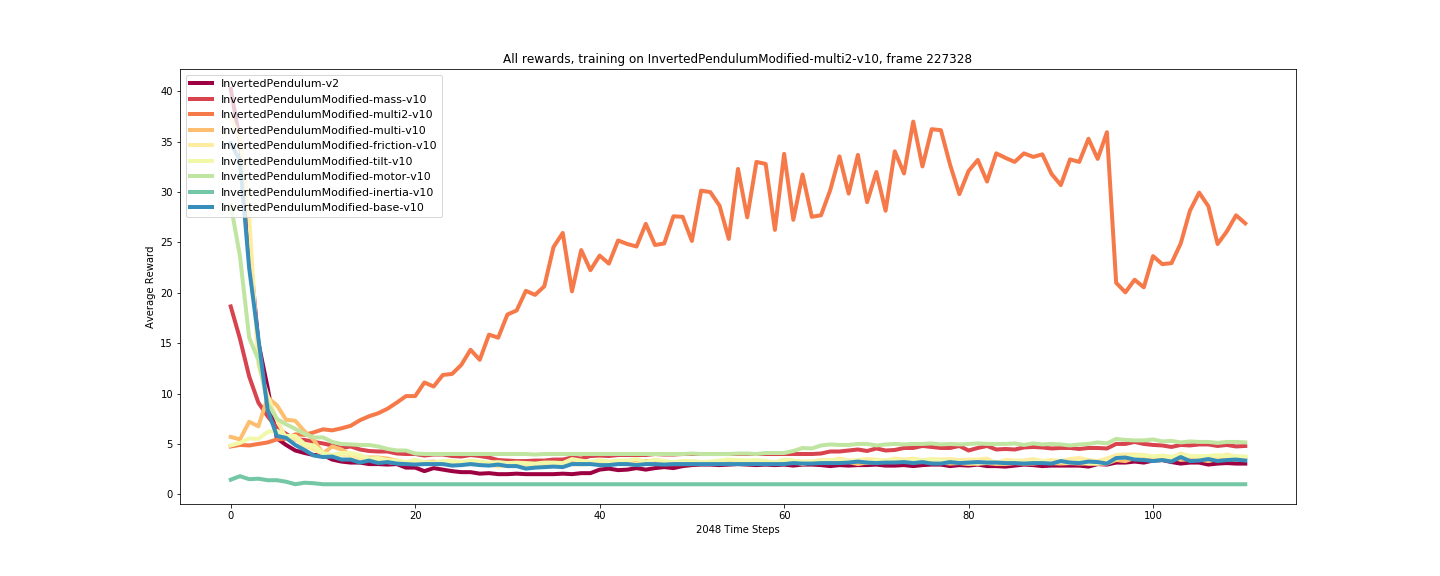 All rewards, training on InvertedPendulumModified-multi2-v10, frame 227328
InvertedPendulum-v2
InvertedPendulumModified-mass-v10
InvertedPendulumModified-multi2-v10
InvertedPendulumModified-multi-v10
InvertedPendulumModified-friction-v10
InvertedPendulumModified-tilt-v10
InvertedPendulumModified-motor-v10
InvertedPendulumModified-inertia-v10
InvertedPendulumModified-base-v10
Average Reward
40
35
30
25
20
15
10
5
0
0 20 40 60 80 100
2048 Time Steps